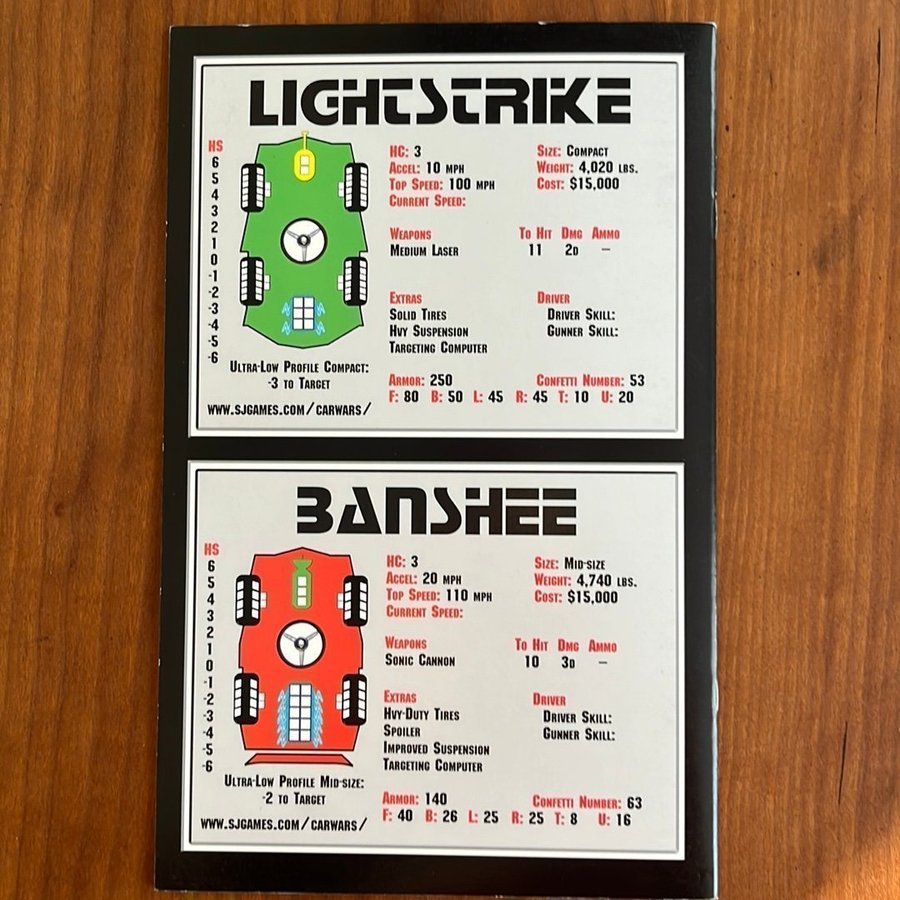 LIGHTSTRIKE
HS
6
5
4
3
2
1
0
-1
-2
-3
-4
-5
-6
HC: 3
Accel: 10 mph
Top Speed: 100 mph
Current Speed:
Size: Compact
Weight: 4,020 lbs.
Cost: $15,000
Weapons To Hit Dmg Ammo
Medium Laser 11 2d –
Extras
Solid Tires
Hvy Suspension
Targeting Computer
Driver
Driver Skill:
Gunner Skill:
Ultra-Low Profile Compact:
-3 to Target
www.sjgames.com/carwars/
Armor: 250 Confetti Number: 53
F: 80 B: 50 L: 45 R: 45 T: 10 U: 20
BANSHEE
HS
6
5
4
3
2
1
0
-1
-2
-3
-4
-5
-6
HC: 3
Accel: 20 mph
Top Speed: 110 mph
Current Speed:
Size: Mid-size
Weight: 4,740 lbs.
Cost: $15,000
Weapons To Hit Dmg Ammo
Sonic Cannon 10 3d –
Extras
Hvy-Duty Tires
Spoiler
Improved Suspension
Targeting Computer
Driver
Driver Skill:
Gunner Skill:
Ultra-Low Profile Mid-size:
-2 to Target
www.sjgames.com/carwars/
Armor: 140 Confetti Number: 63
F: 40 B: 26 L: 25 R: 25 T: 8 U: 16